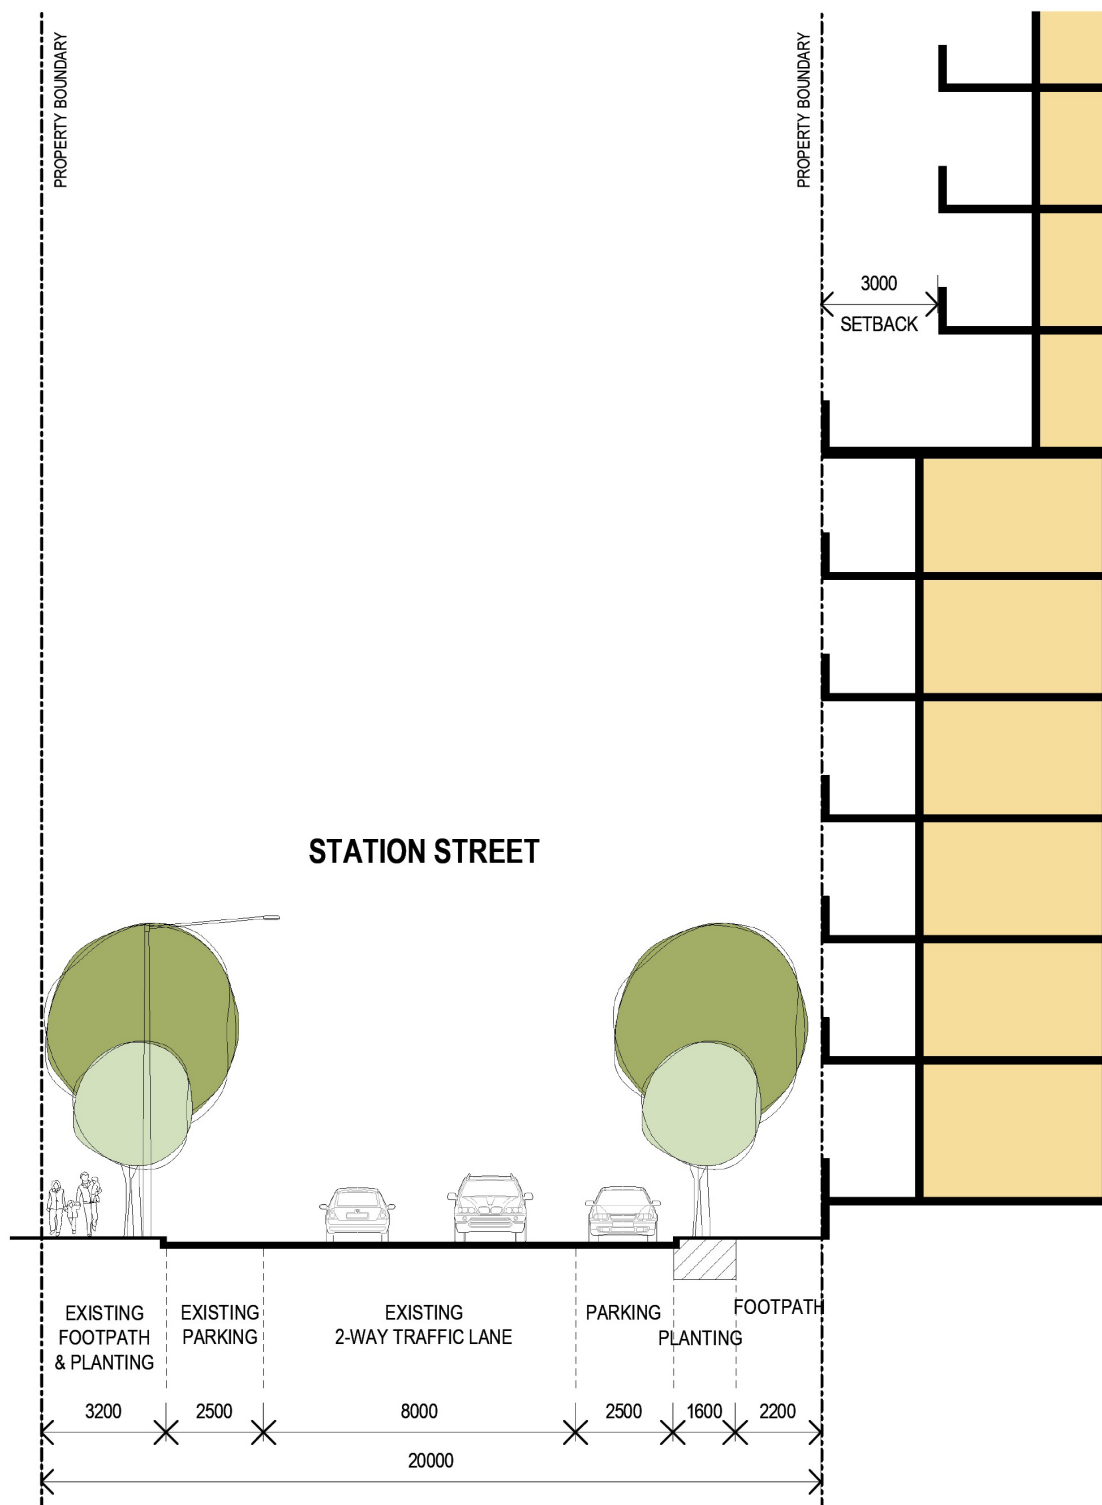 PROPERTY BOUNDARY
PROPERTY BOUNDARY
3000
SETBACK
STATION STREET
EXISTING
FOOTPATH
& PLANTING
EXISTING
PARKING
EXISTING
2-WAY TRAFFIC LANE
PARKING
PLANTING
FOOTPATH
3200
2500
8000
2500
1600
2200
20000